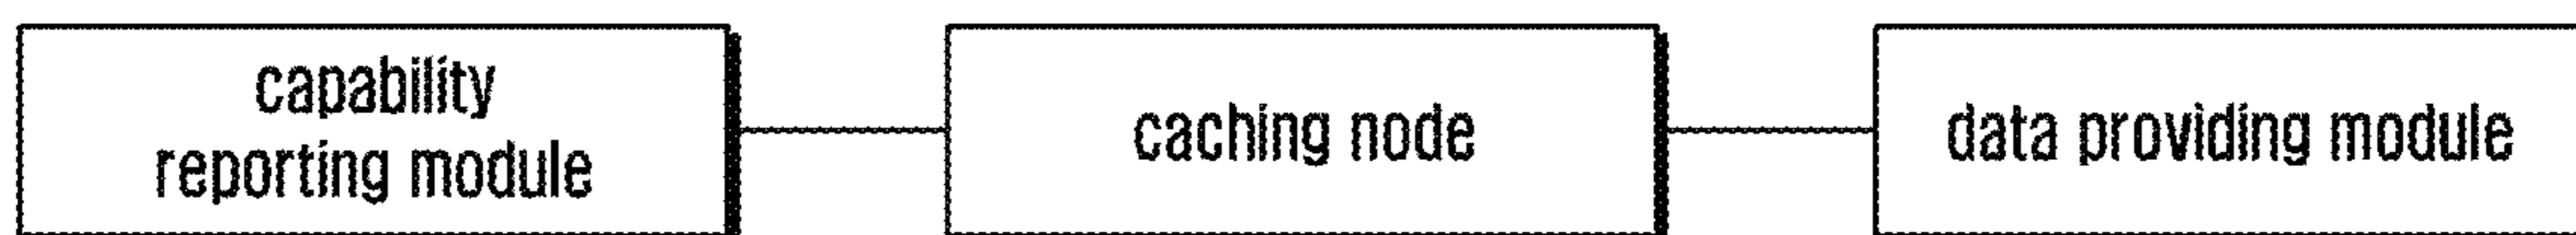 capability
reporting module
caching node
data providing module